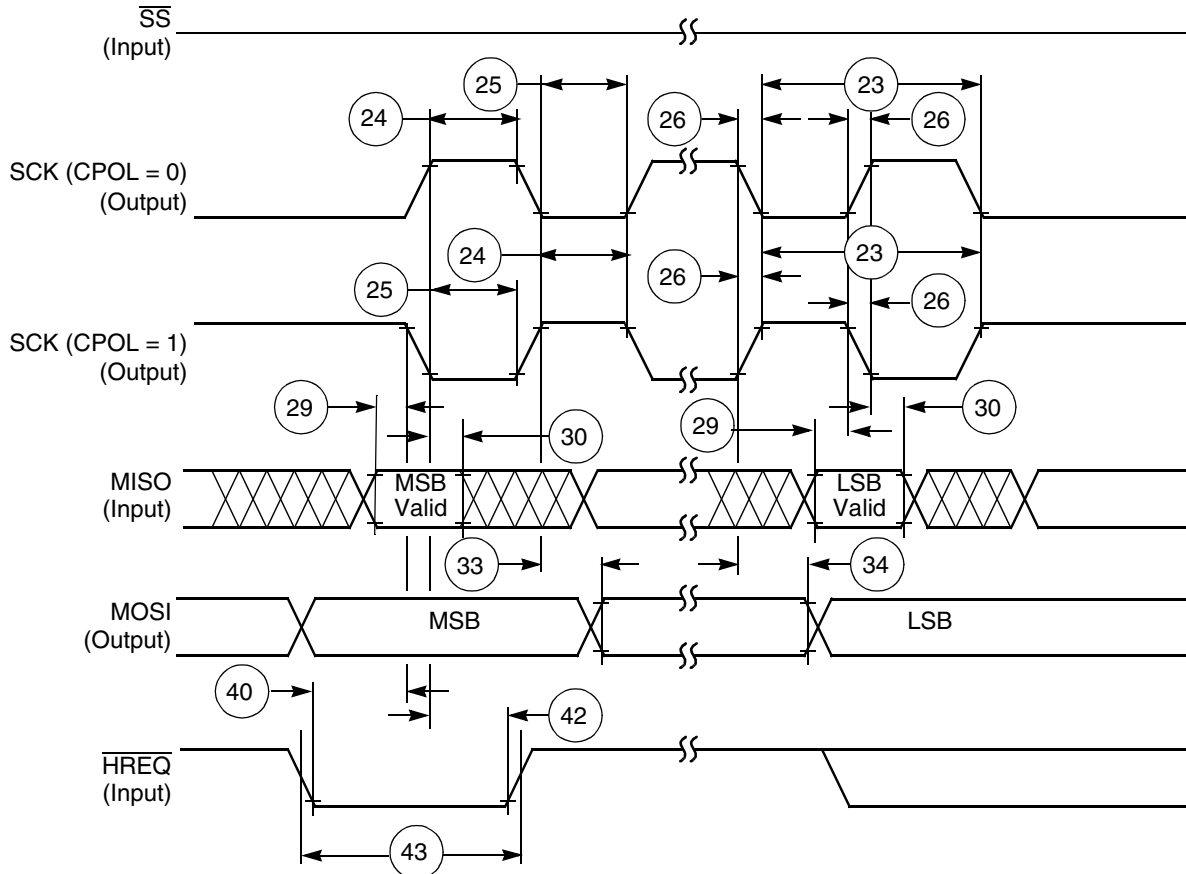 SS
(Input)
25
23
24
26
26
SCK (CPOL = 0)
(Output)
24
23
25
26
26
SCK (CPOL = 1)
(Output)
29
30
29
30
MISO
(Input)
MSB
Valid
LSB
Valid
33
34
MOSI
(Output)
MSB
LSB
40
42
HREQ
(Input)
43